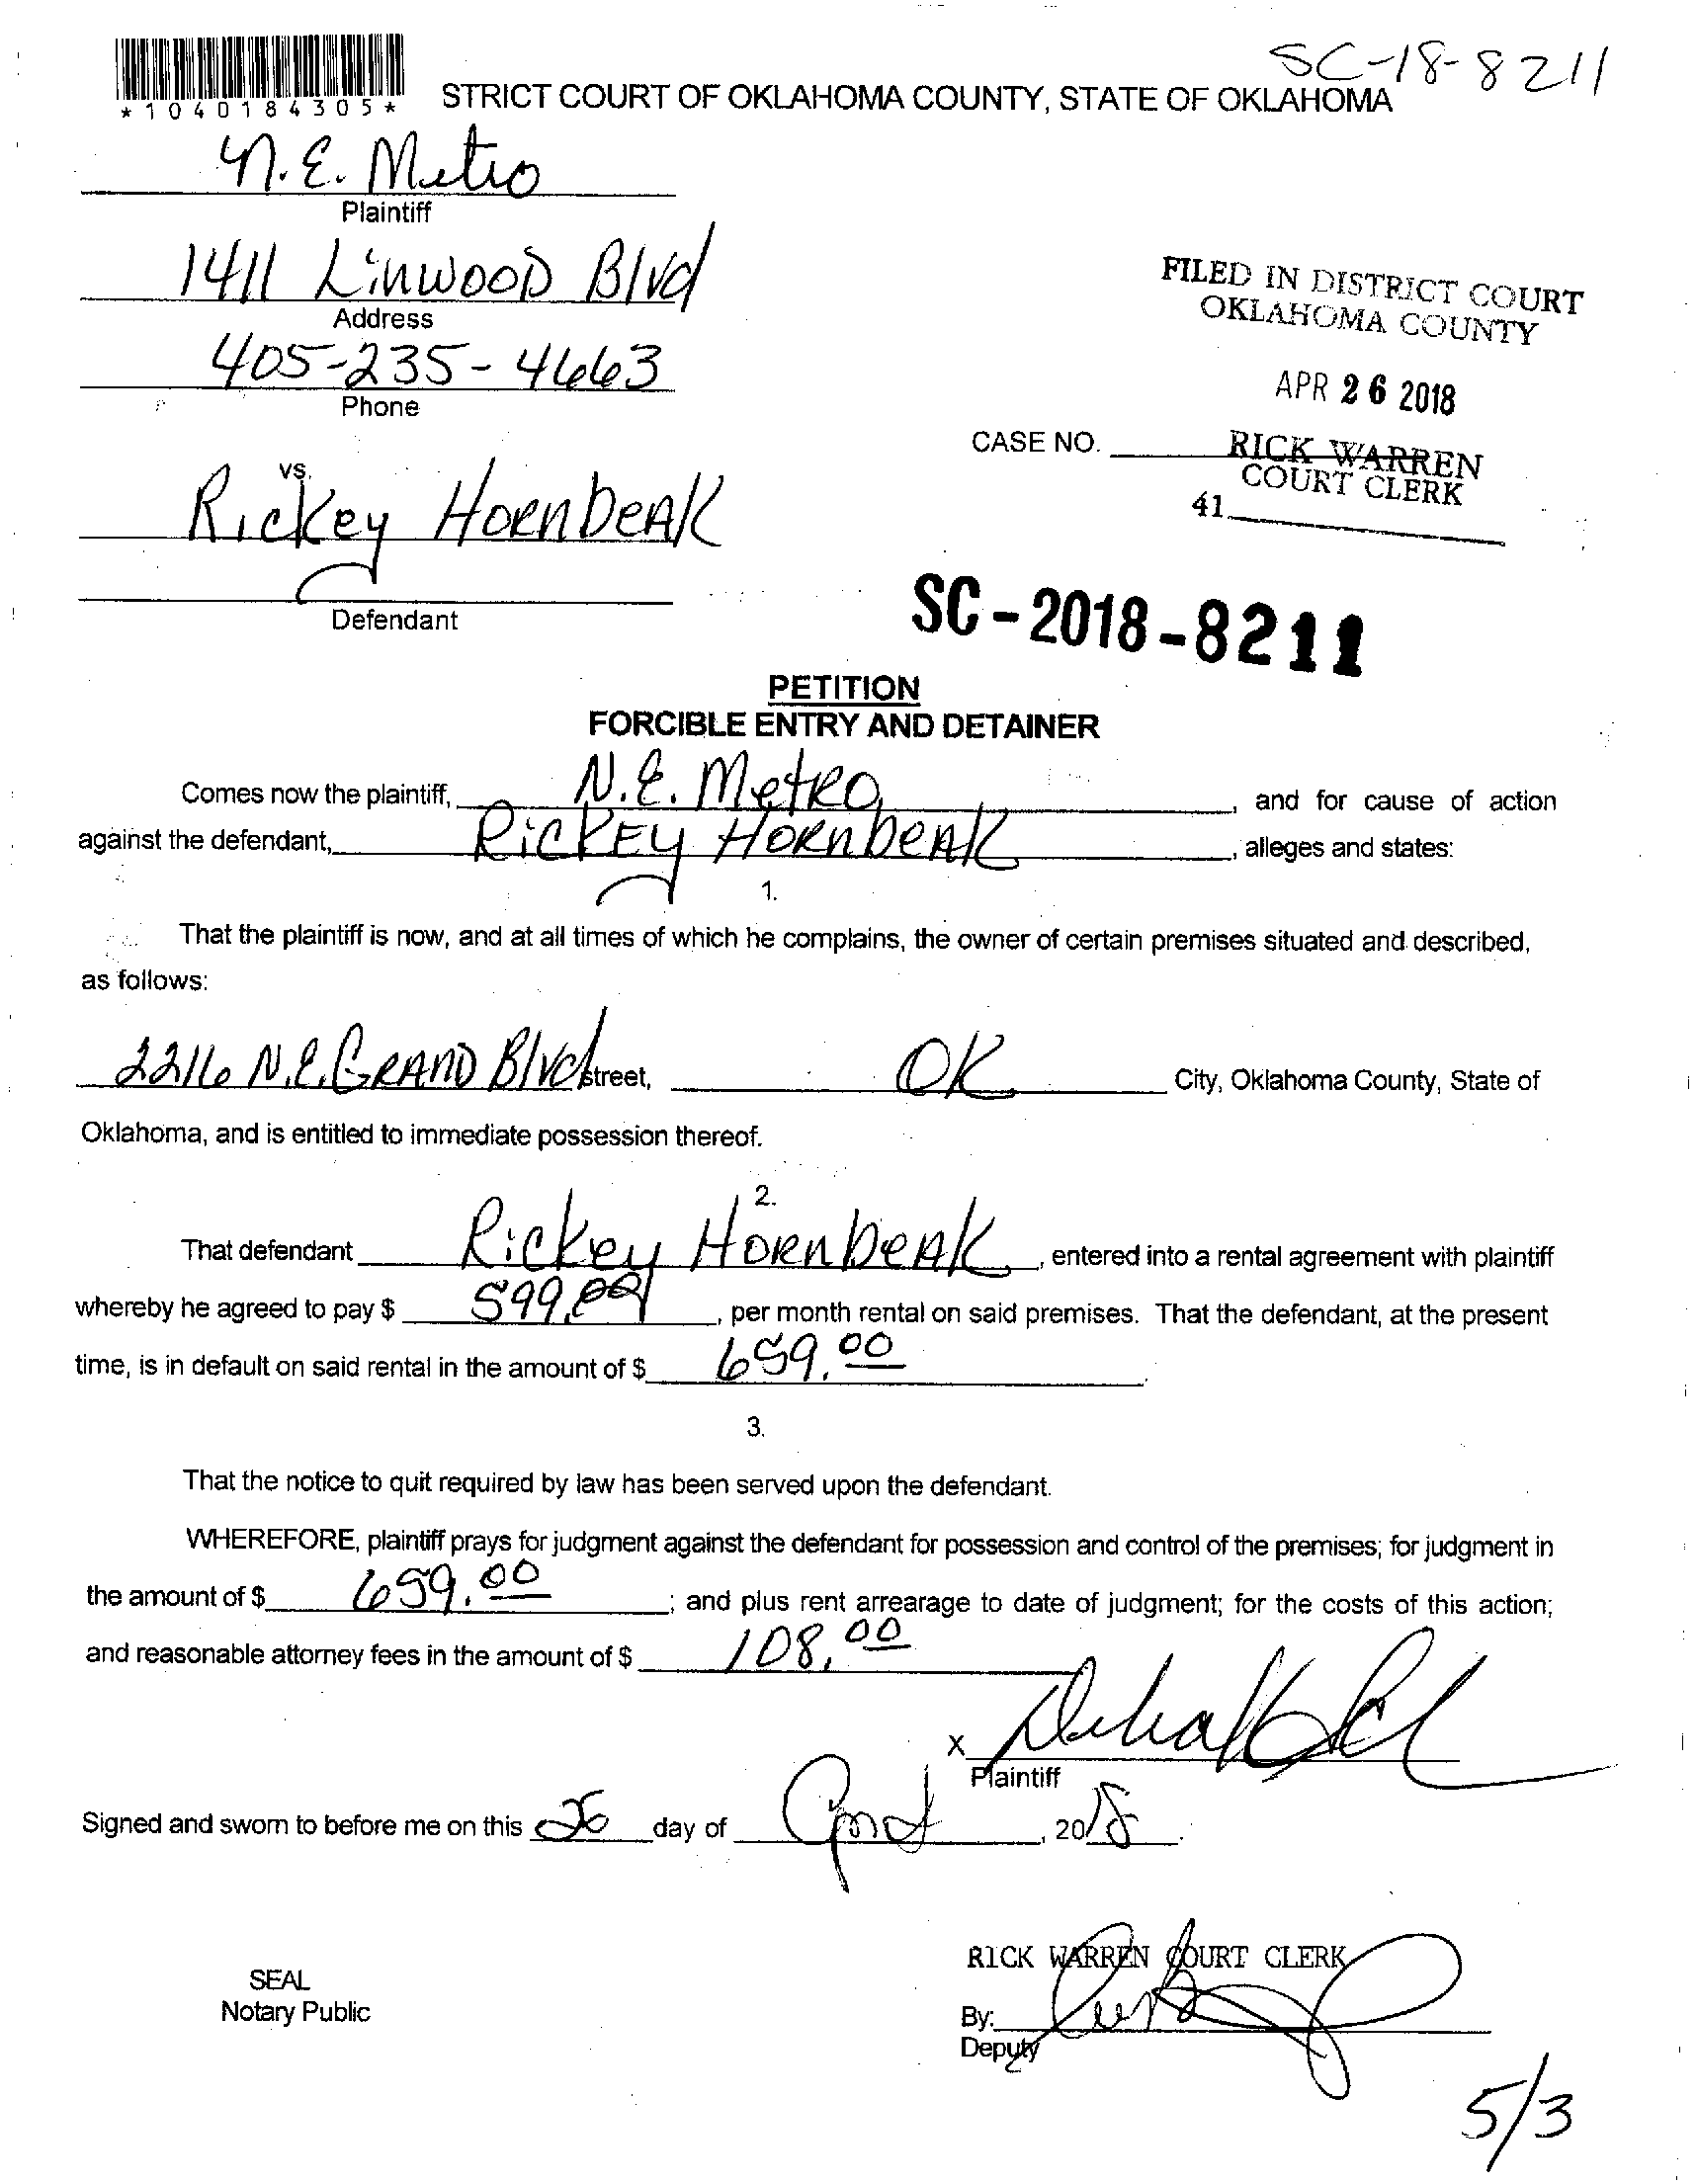 SC-18-8211
*1040184305*
STRICT COURT OF OKLAHOMA COUNTY, STATE OF OKLAHOMA
N.E. Metro
Plaintiff
1411 Linwood Blvd
Address
405-235-4663
Phone
FILED IN DISTRICT COURT
OKLAHOMA COUNTY
APR 26 2018
CASE NO.
RICK WARREN
COURT CLERK
41
vs.
Rickey HornbeAK
Defendant
SC-2018-8211
PETITION
FORCIBLE ENTRY AND DETAINER
Comes now the plaintiff, N.E. Metro, and for cause of action
against the defendant, Rickey HornbeAK, alleges and states:
1.
That the plaintiff is now, and at all times of which he complains, the owner of certain premises situated and described,
as follows:
2216 N.E. GRAND Blvd street, OK City, Oklahoma County, State of
Oklahoma, and is entitled to immediate possession thereof.
2.
That defendant Rickey HornbeAK, entered into a rental agreement with plaintiff
whereby he agreed to pay $ 599.00, per month rental on said premises. That the defendant, at the present
time, is in default on said rental in the amount of $ 659.00.
3.
That the notice to quit required by law has been served upon the defendant.
WHEREFORE, plaintiff prays for judgment against the defendant for possession and control of the premises; for judgment in
the amount of $ 659.00; and plus rent arrearage to date of judgment; for the costs of this action;
and reasonable attorney fees in the amount of $ 108.00
X
Plaintiff
Signed and sworn to before me on this 26 day of April, 2018.
RICK WARREN COURT CLERK
SEAL
Notary Public
By:
Deputy
5/3